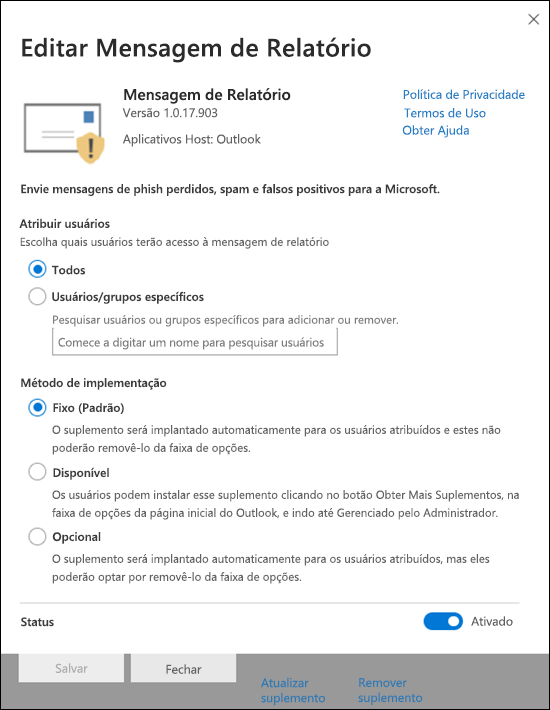 Editar Mensagem de Relatório
Mensagem de Relatório
Versão 1.0.17.903
Aplicativos Host: Outlook
Política de Privacidade
Termos de Uso
Obter Ajuda
Envie mensagens de phish perdidos, spam e falsos positivos para a Microsoft.
Atribuir usuários
Escolha quais usuários terão acesso à mensagem de relatório
Todos
Usuários/grupos específicos
Pesquisar usuários ou grupos específicos para adicionar ou remover.
Comece a digitar um nome para pesquisar usuários
Método de implementação
Fixo (Padrão)
O suplemento será implantado automaticamente para os usuários atribuídos e estes não
poderão removê-lo da faixa de opções.
Disponível
Os usuários podem instalar esse suplemento clicando no botão Obter Mais Suplementos, na
faixa de opções da página inicial do Outlook, e indo até Gerenciado pelo Administrador.
Opcional
O suplemento será implantado automaticamente para os usuários atribuídos, mas eles
poderão optar por removê-lo da faixa de opções.
Status
Ativado
Salvar
Fechar
Atualizar
suplemento
Remover
suplemento